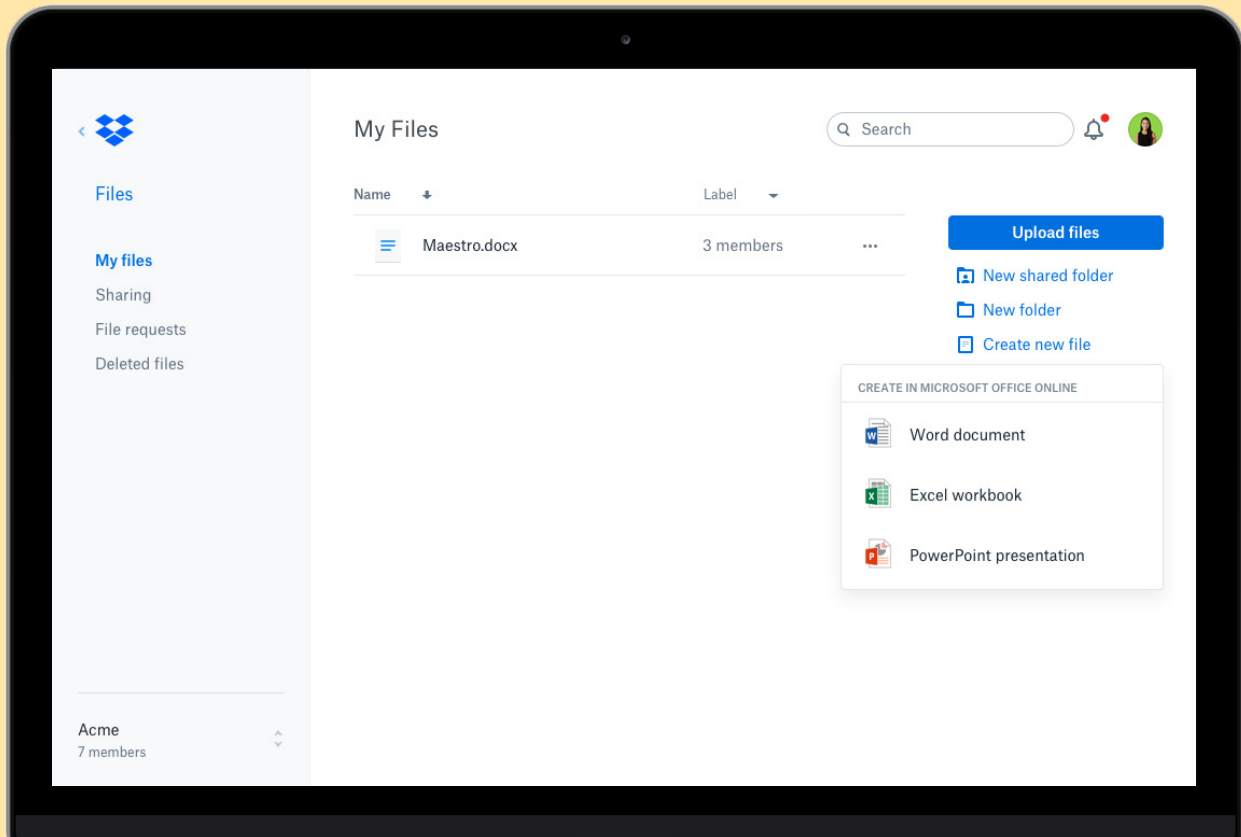 My Files
Search
Files
Name
Label
Upload files
Maestro.docx
3 members
...
New shared folder
My files
New folder
Sharing
Create new file
File requests
Deleted files
CREATE IN MICROSOFT OFFICE ONLINE
W Word document
X Excel workbook
P PowerPoint presentation
Acme
7 members